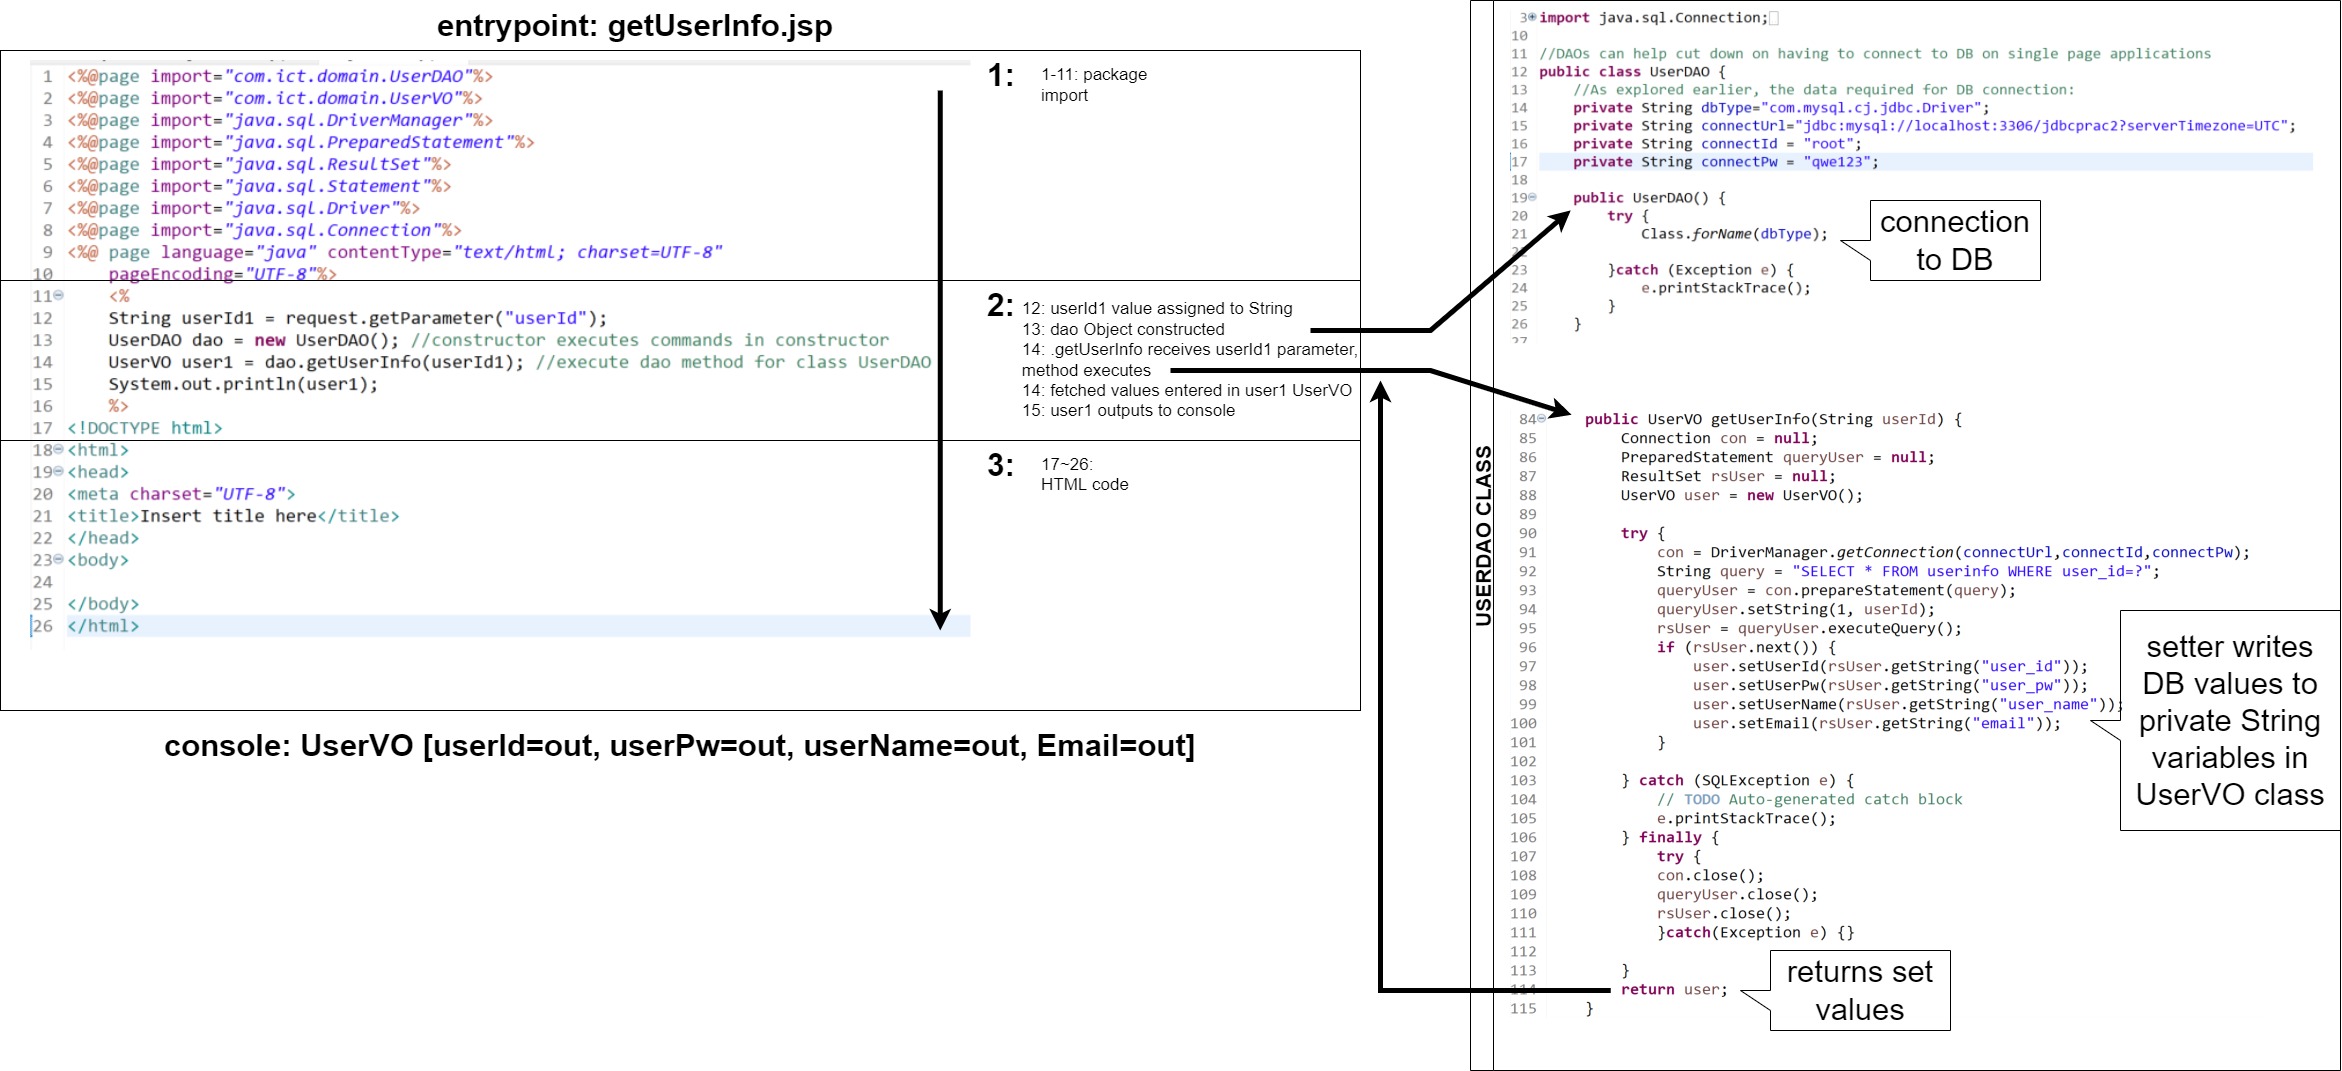 entrypoint: getUserInfo.jsp
1 <%@page import="com.ict.domain.UserDAO"%>
2 <%@page import="com.ict.domain.UserVO"%>
3 <%@page import="java.sql.DriverManager"%>
4 <%@page import="java.sql.PreparedStatement"%>
5 <%@page import="java.sql.ResultSet"%>
6 <%@page import="java.sql.Statement"%>
7 <%@page import="java.sql.Driver"%>
8 <%@page import="java.sql.Connection"%>
9 <%@ page language="java" contentType="text/html; charset=UTF-8"
10     pageEncoding="UTF-8"%>
11     <%
12     String userId1 = request.getParameter("userId");
13     UserDAO dao = new UserDAO(); //constructor executes commands in constructor
14     UserVO user1 = dao.getUserInfo(userId1); //execute dao method for class UserDAO
15     System.out.println(user1);
16     %>
17 <!DOCTYPE html>
18 <html>
19 <head>
20 <meta charset="UTF-8">
21 <title>Insert title here</title>
22 </head>
23 <body>
24
25 </body>
26 </html>
1:
1-11: package
import
2:
12: userId1 value assigned to String
13: dao Object constructed
14: .getUserInfo receives userId1 parameter,
method executes
14: fetched values entered in user1 UserVO
15: user1 outputs to console
3:
17~26:
HTML code
console: UserVO [userId=out, userPw=out, userName=out, Email=out]
USERDAO CLASS
3 import java.sql.Connection;
10
11 //DAOs can help cut down on having to connect to DB on single page applications
12 public class UserDAO {
13     //As explored earlier, the data required for DB connection:
14     private String dbType="com.mysql.cj.jdbc.Driver";
15     private String connectUrl="jdbc:mysql://localhost:3306/jdbcprac2?serverTimezone=UTC";
16     private String connectId = "root";
17     private String connectPw = "qwe123";
18
19     public UserDAO() {
20         try {
21             Class.forName(dbType);
23         }catch (Exception e) {
24             e.printStackTrace();
25         }
26     }
27
connection
to DB
84     public UserVO getUserInfo(String userId) {
85         Connection con = null;
86         PreparedStatement queryUser = null;
87         ResultSet rsUser = null;
88         UserVO user = new UserVO();
89
90         try {
91             con = DriverManager.getConnection(connectUrl,connectId,connectPw);
92             String query = "SELECT * FROM userinfo WHERE user_id=?";
93             queryUser = con.prepareStatement(query);
94             queryUser.setString(1, userId);
95             rsUser = queryUser.executeQuery();
96             if (rsUser.next()) {
97                 user.setUserId(rsUser.getString("user_id"));
98                 user.setUserPw(rsUser.getString("user_pw"));
99                 user.setUserName(rsUser.getString("user_name"));
100                 user.setEmail(rsUser.getString("email"));
101             }
102
103         } catch (SQLException e) {
104             // TODO Auto-generated catch block
105             e.printStackTrace();
106         } finally {
107             try {
108             con.close();
109             queryUser.close();
110             rsUser.close();
111             }catch(Exception e) {}
112
113         }
114         return user;
115     }
setter writes
DB values to
private String
variables in
UserVO class
returns set
values